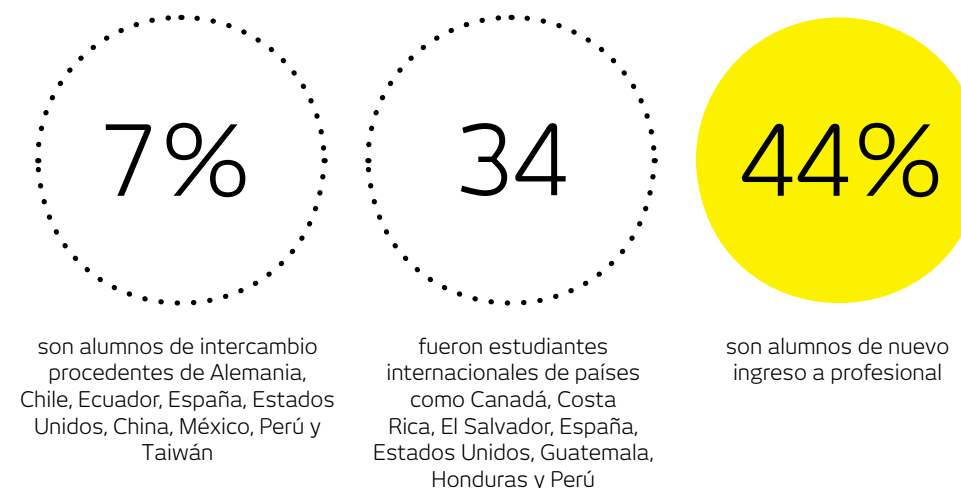 7%
son alumnos de intercambio
procedentes de Alemania,
Chile, Ecuador, España, Estados
Unidos, China, México, Perú y
Taiwán
34
fueron estudiantes
internacionales de países
como Canadá, Costa
Rica, El Salvador, España,
Estados Unidos, Guatemala,
Honduras y Perú
44%
son alumnos de nuevo
ingreso a profesional